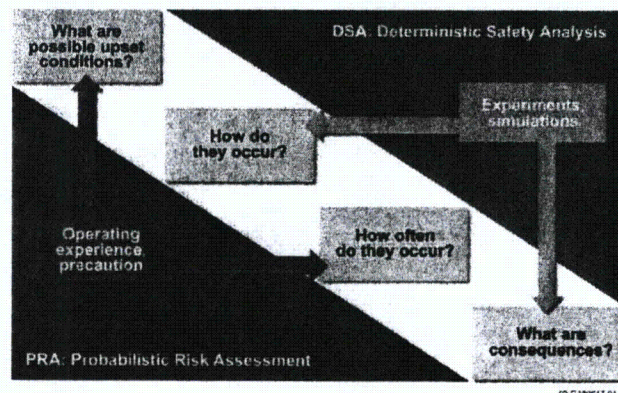 What are
possible upset
conditions?
DSA: Deterministic Safety Analysis
Experiments,
simulations
How do
they occur?
Operating
experience,
precaution
How often
do they occur?
What are
consequences?
PRA: Probabilistic Risk Assessment